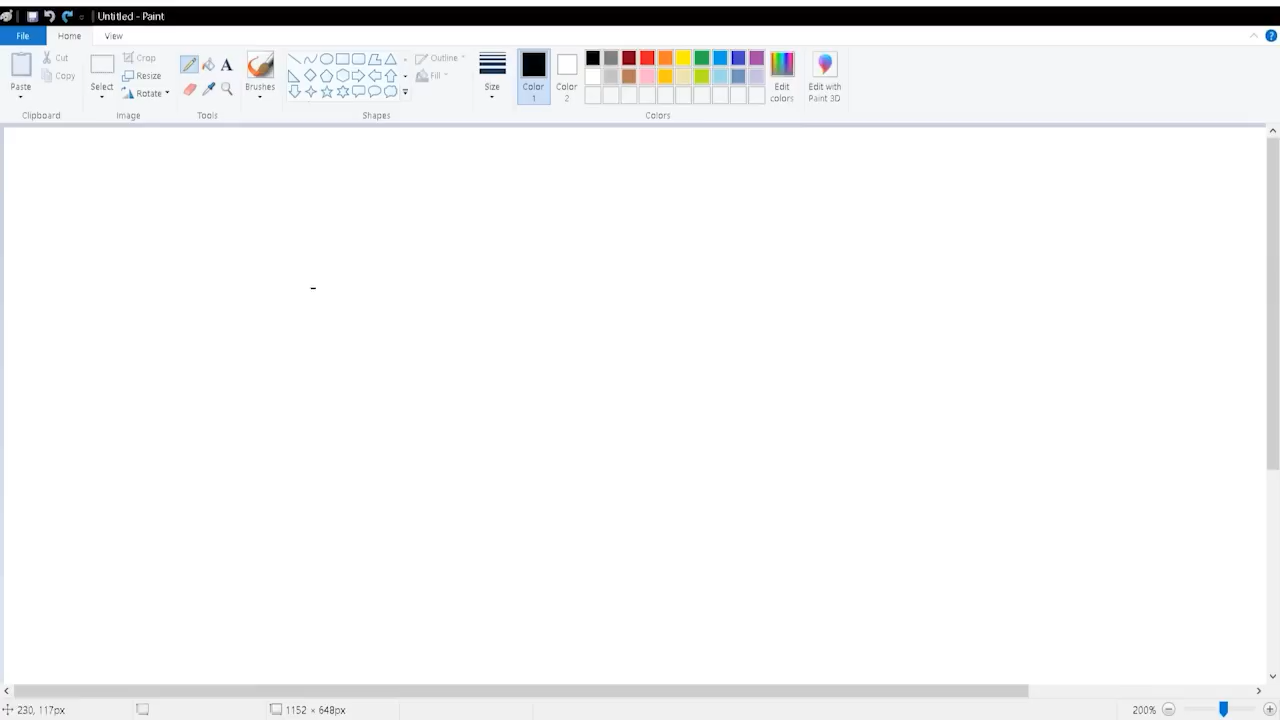 Untitled - Paint
File Home View
Paste
Cut
Copy
Clipboard
Select
Crop
Resize
Rotate
Image
A
Tools
Brushes
Outline
Fill
Shapes
Size
Color 1
Color 2
Edit colors
Colors
Edit with Paint 3D
230, 117px
1152 × 648px
200%